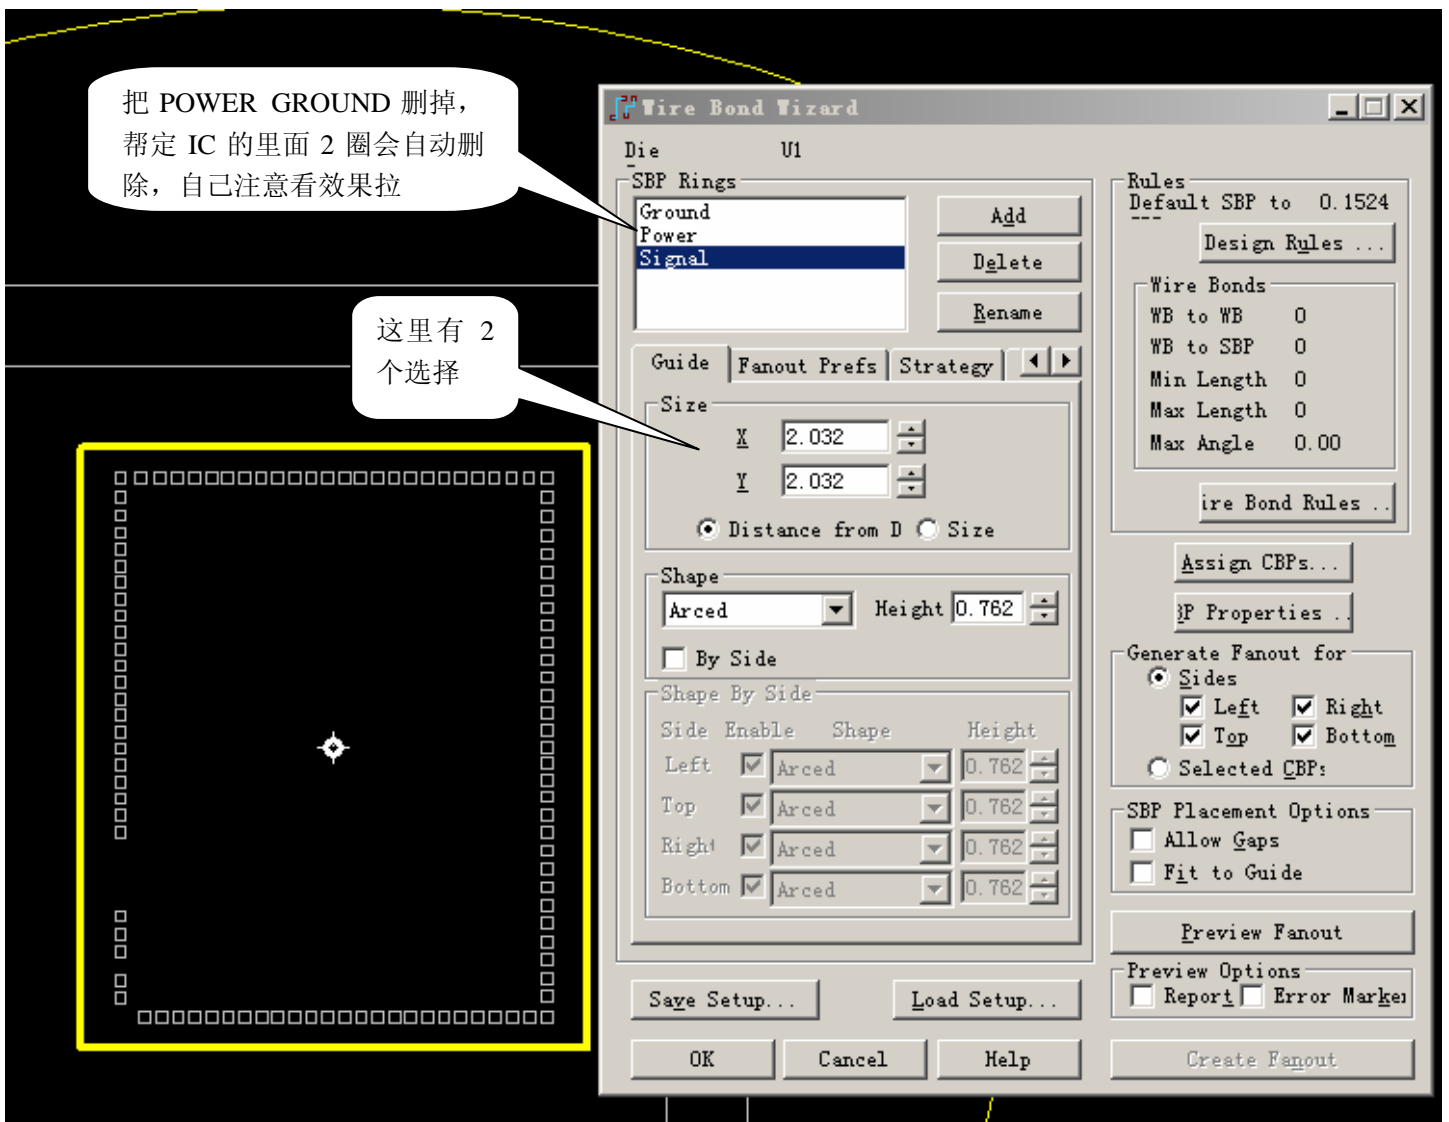 把 POWER GROUND 删掉，
帮定 IC 的里面 2 圈会自动删
除，自己注意看效果拉
这里有 2
个选择
Wire Bond Wizard
Die U1
SBP Rings
Ground
Power
Signal
Add
Delete
Rename
Guide Fanout Prefs Strategy
Size
X 2.032
Y 2.032
Distance from D Size
Shape
Arced Height 0.762
By Side
Shape By Side
Side Enable Shape Height
Left Arced 0.762
Top Arced 0.762
Right Arced 0.762
Bottom Arced 0.762
Save Setup... Load Setup...
OK Cancel Help
Rules
Default SBP to 0.1524
Design Rules ...
Wire Bonds
WB to WB 0
WB to SBP 0
Min Length 0
Max Length 0
Max Angle 0.00
ire Bond Rules ..
Assign CBPs...
BP Properties ..
Generate Fanout for
Sides
Left Right
Top Bottom
Selected CBPs
SBP Placement Options
Allow Gaps
Fit to Guide
Preview Fanout
Preview Options
Report Error Marker
Create Fanout